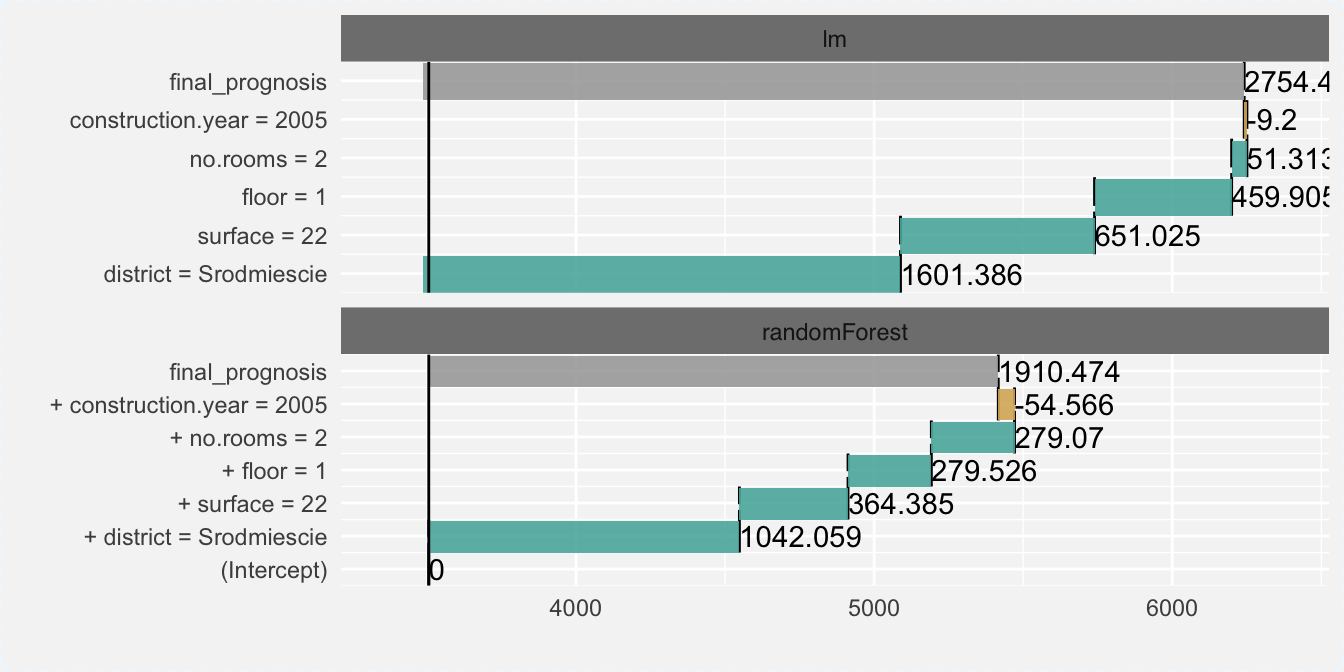 lm
final_prognosis 2754.4
construction.year = 2005 -9.2
no.rooms = 2 51.313
floor = 1 459.905
surface = 22 651.025
district = Srodmiescie 1601.386
randomForest
final_prognosis 1910.474
+ construction.year = 2005 -54.566
+ no.rooms = 2 279.07
+ floor = 1 279.526
+ surface = 22 364.385
+ district = Srodmiescie 1042.059
(Intercept) 0
4000 5000 6000